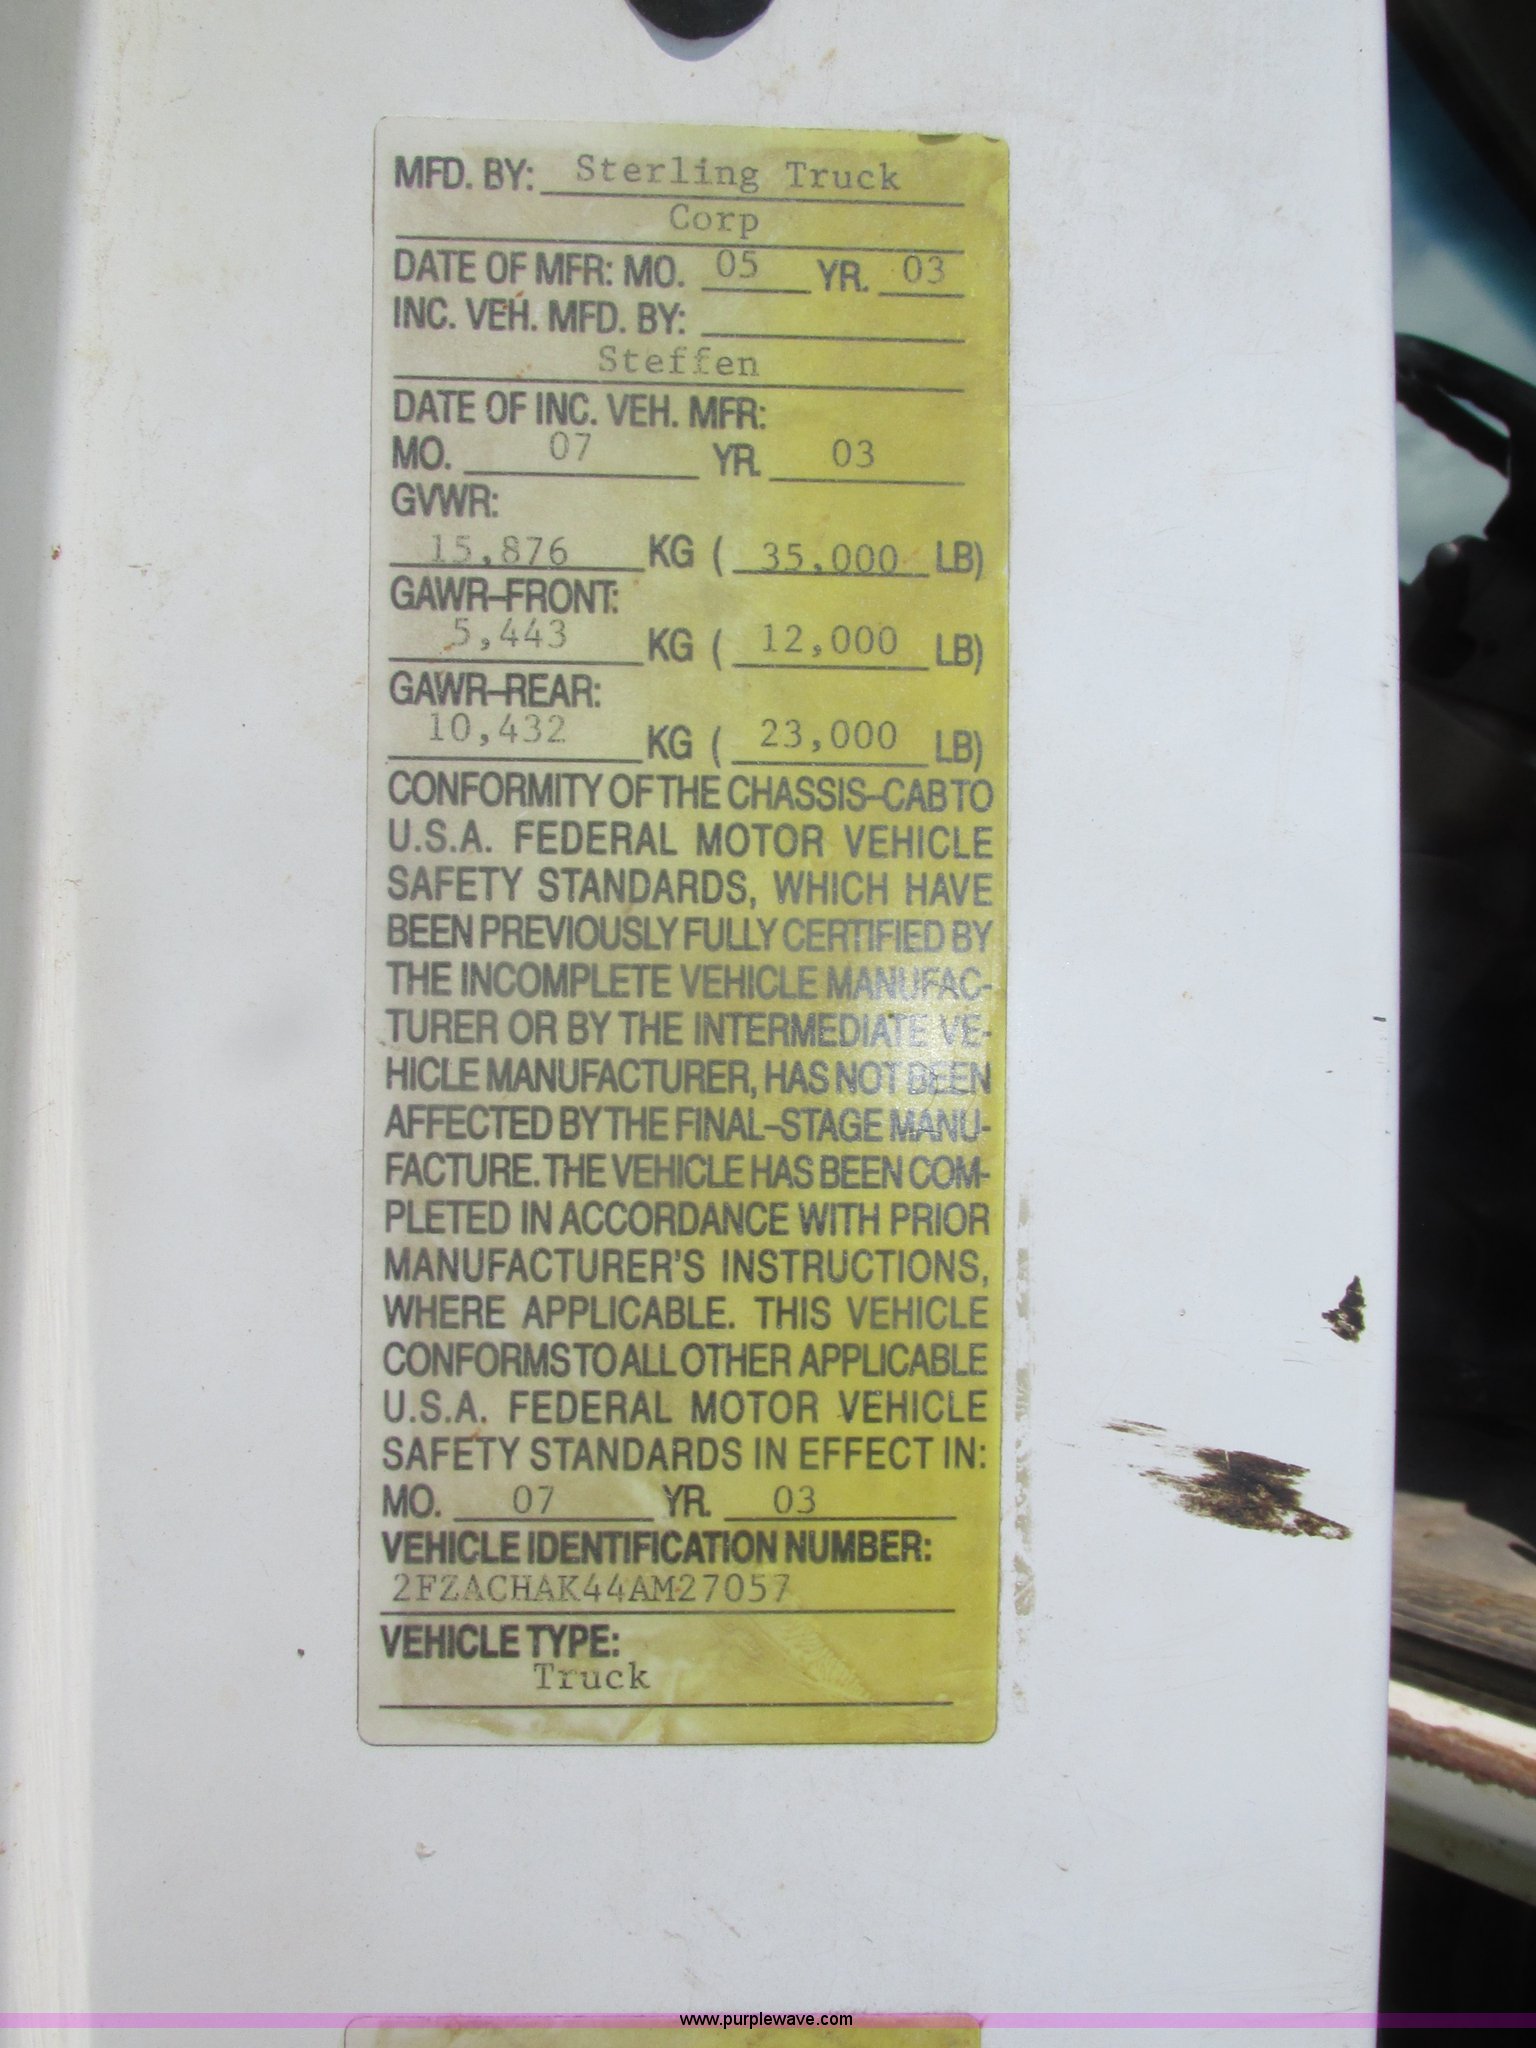 MFD. BY: Sterling Truck
Corp
DATE OF MFR: MO. 05 YR. 03
INC. VEH. MFD. BY:
Steffen
DATE OF INC. VEH. MFR:
MO. 07 YR. 03
GVWR:
15,876 KG ( 35,000 LB)
GAWR-FRONT:
5,443 KG ( 12,000 LB)
GAWR-REAR:
10,432 KG ( 23,000 LB)
CONFORMITY OF THE CHASSIS-CAB TO
U.S.A. FEDERAL MOTOR VEHICLE
SAFETY STANDARDS, WHICH HAVE
BEEN PREVIOUSLY FULLY CERTIFIED BY
THE INCOMPLETE VEHICLE MANUFAC-
TURER OR BY THE INTERMEDIATE VE-
HICLE MANUFACTURER, HAS NOT BEEN
AFFECTED BY THE FINAL-STAGE MANU-
FACTURE. THE VEHICLE HAS BEEN COM-
PLETED IN ACCORDANCE WITH PRIOR
MANUFACTURER'S INSTRUCTIONS,
WHERE APPLICABLE. THIS VEHICLE
CONFORMS TO ALL OTHER APPLICABLE
U.S.A. FEDERAL MOTOR VEHICLE
SAFETY STANDARDS IN EFFECT IN:
MO. 07 YR. 03
VEHICLE IDENTIFICATION NUMBER:
2FZACHAK44AM27057
VEHICLE TYPE:
Truck
www.purplewave.com